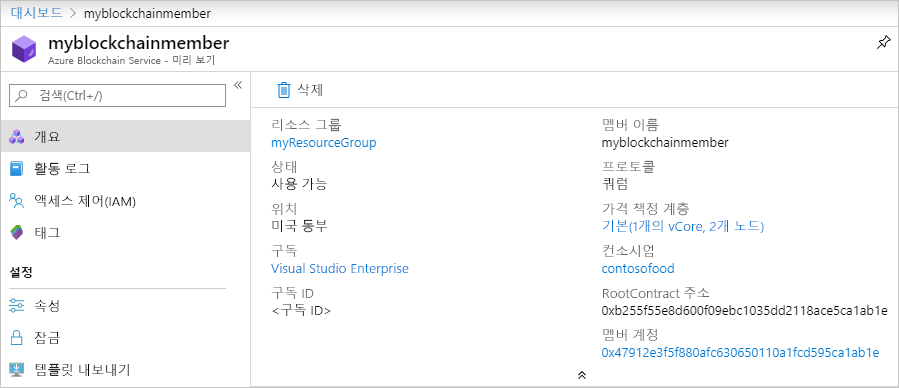 대시보드 > myblockchainmember
myblockchainmember
Azure Blockchain Service - 미리 보기
검색(Ctrl+/)
개요
활동 로그
액세스 제어(IAM)
태그
설정
속성
잠금
템플릿 내보내기
삭제
리소스 그룹
myResourceGroup
상태
사용 가능
위치
미국 동부
구독
Visual Studio Enterprise
구독 ID
<구독 ID>
멤버 이름
myblockchainmember
프로토콜
쿼럼
가격 책정 계층
기본(1개의 vCore, 2개 노드)
컨소시엄
contosofood
RootContract 주소
0xb255f55e8d600f09ebc1035dd2118ace5ca1ab1e
멤버 계정
0x47912e3f5f880afc630650110a1fcd595ca1ab1e